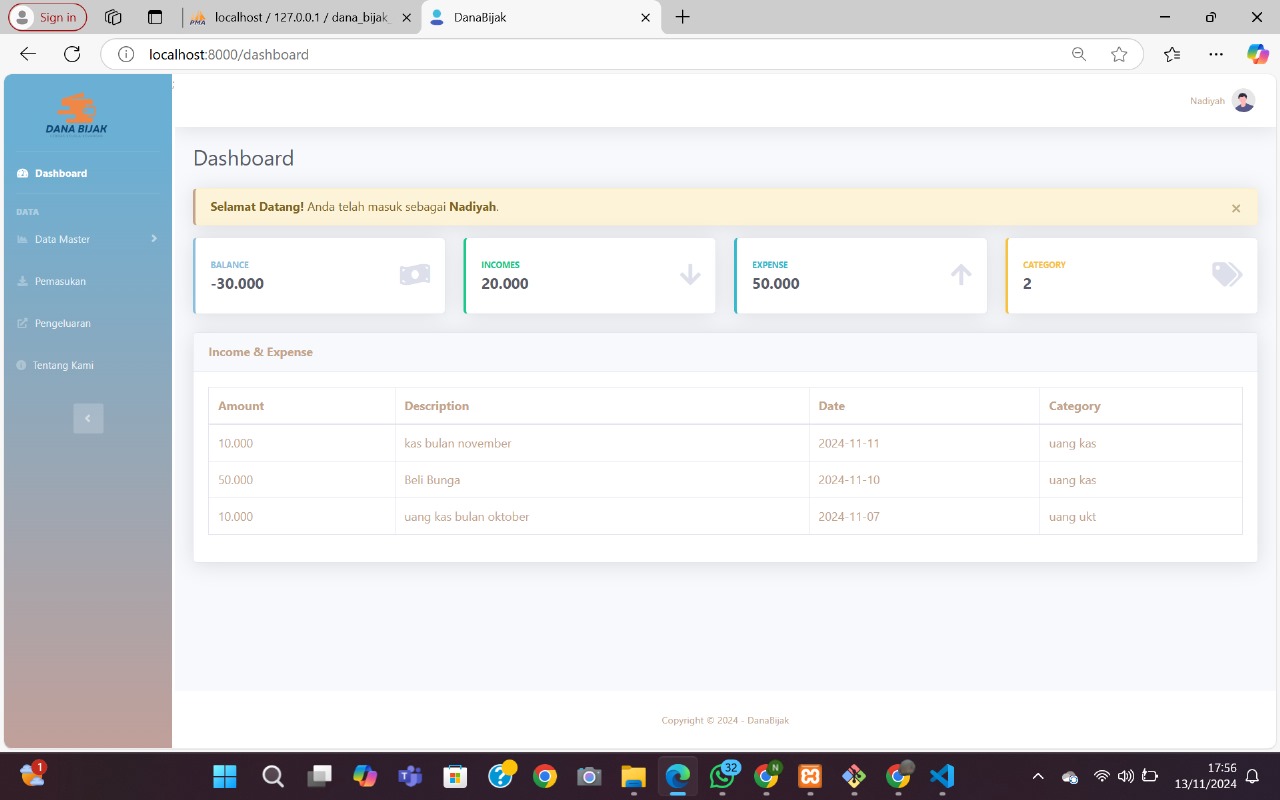 Sign in
localhost / 127.0.0.1 / dana_bijak_
DanaBijak
localhost:8000/dashboard
DANA BIJAK
Nadiyah
Dashboard
DATA
Data Master
Pemasukan
Pengeluaran
Tentang Kami
Dashboard
Selamat Datang! Anda telah masuk sebagai Nadiyah.
BALANCE
-30.000
INCOMES
20.000
EXPENSE
50.000
CATEGORY
2
Income & Expense
Amount Description Date Category
10.000 kas bulan november 2024-11-11 uang kas
50.000 Beli Bunga 2024-11-10 uang kas
10.000 uang kas bulan oktober 2024-11-07 uang ukt
Copyright © 2024 - DanaBijak
1
32
N
17:56
13/11/2024